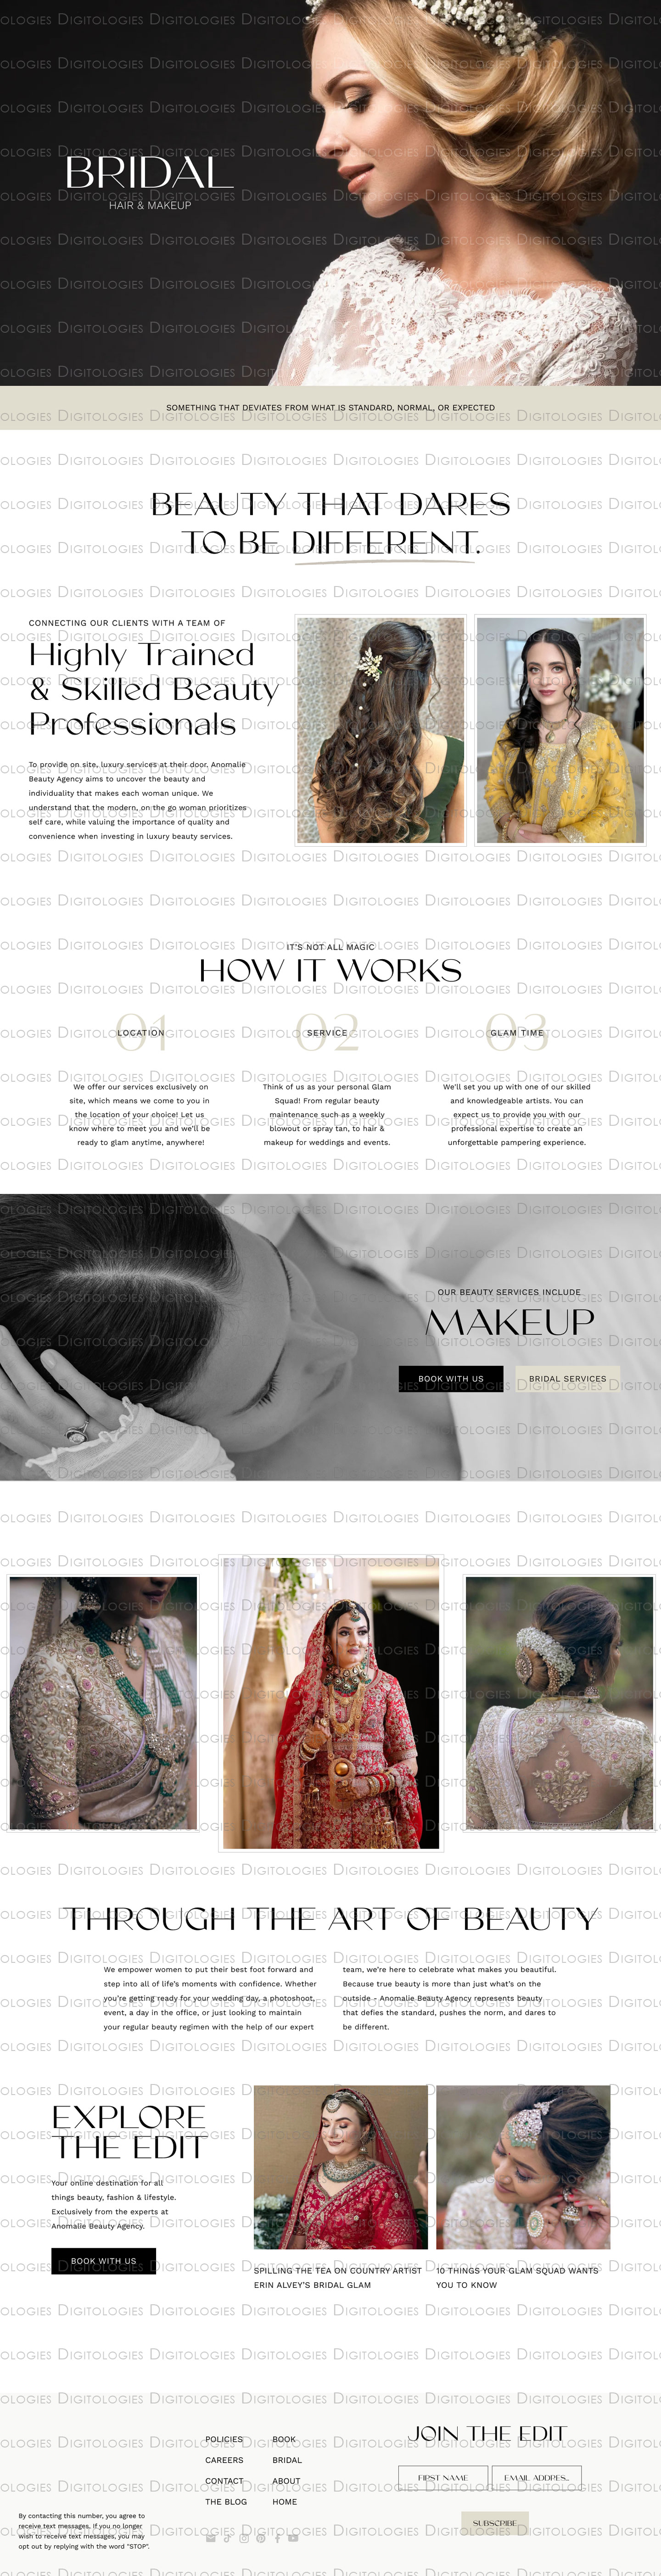 BRIDAL
HAIR & MAKEUP
SOMETHING THAT DEVIATES FROM WHAT IS STANDARD, NORMAL, OR EXPECTED
BEAUTY THAT DARES
TO BE DIFFERENT.
CONNECTING OUR CLIENTS WITH A TEAM OF
Highly Trained
& Skilled Beauty
Professionals
To provide on site, luxury services at their door. Anomalie
Beauty Agency aims to uncover the beauty and
individuality that makes each woman unique. We
understand that the modern, on the go woman prioritizes
self care, while valuing the importance of quality and
convenience when investing in luxury beauty services.
IT'S NOT ALL MAGIC
HOW IT WORKS
01
LOCATION
We offer our services exclusively on
site, which means we come to you in
the location of your choice! Let us
know where to meet you and we'll be
ready to glam anytime, anywhere!
02
SERVICE
Think of us as your personal Glam
Squad! From regular beauty
maintenance such as a weekly
blowout or spray tan, to hair &
makeup for weddings and events.
03
GLAM TIME
We'll set you up with one of our skilled
and knowledgeable artists. You can
expect us to provide you with our
professional expertise to create an
unforgettable pampering experience.
OUR BEAUTY SERVICES INCLUDE
MAKEUP
BOOK WITH US
BRIDAL SERVICES
THROUGH THE ART OF BEAUTY
We empower women to put their best foot forward and
step into all of life's moments with confidence. Whether
you're getting ready for your wedding day, a photoshoot,
event, a day in the office, or just looking to maintain
your regular beauty regimen with the help of our expert
team, we're here to celebrate what makes you beautiful.
Because true beauty is more than just what's on the
outside - Anomalie Beauty Agency represents beauty
that defies the standard, pushes the norm, and dares to
be different.
EXPLORE
THE EDIT
Your online destination for all
things beauty, fashion & lifestyle.
Exclusively from the experts at
Anomalie Beauty Agency.
BOOK WITH US
SPILLING THE TEA ON COUNTRY ARTIST
ERIN ALVEY'S BRIDAL GLAM
10 THINGS YOUR GLAM SQUAD WANTS
YOU TO KNOW
By contacting this number, you agree to
receive text messages. If you no longer
wish to receive text messages, you may
opt out by replying with the word "STOP".
POLICIES
CAREERS
CONTACT
THE BLOG
BOOK
BRIDAL
ABOUT
HOME
JOIN THE EDIT
FIRST NAME
EMAIL ADDRES...
SUBSCRIBE
DIGITOLOGIES